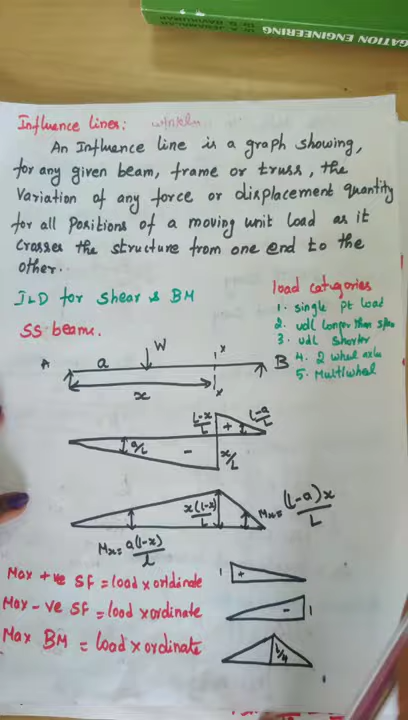 GATION ENGINEERING
Influence lines:
An Influence line is a graph showing,
for any given beam, frame or truss, the
variation of any force or displacement quantity
for all positions of a moving unit load as it
crosses the structure from one end to the
other.
ILD for shear & BM
SS beams.
load categories
1. single pt load
2. udl longer than span
3. udl shorter
4. 2 wheel axle
5. Multiwheel
A a W x B
x x
L-x/L + L-a/L
a/L - x/L
x(L-x)/L Mx= (L-a)x/L
Mx= a(l-x)/L
Max +ve SF = load x oridinate 1 +
Max -ve SF = load x ordinate - 1
Max BM = load x ordinate L/4